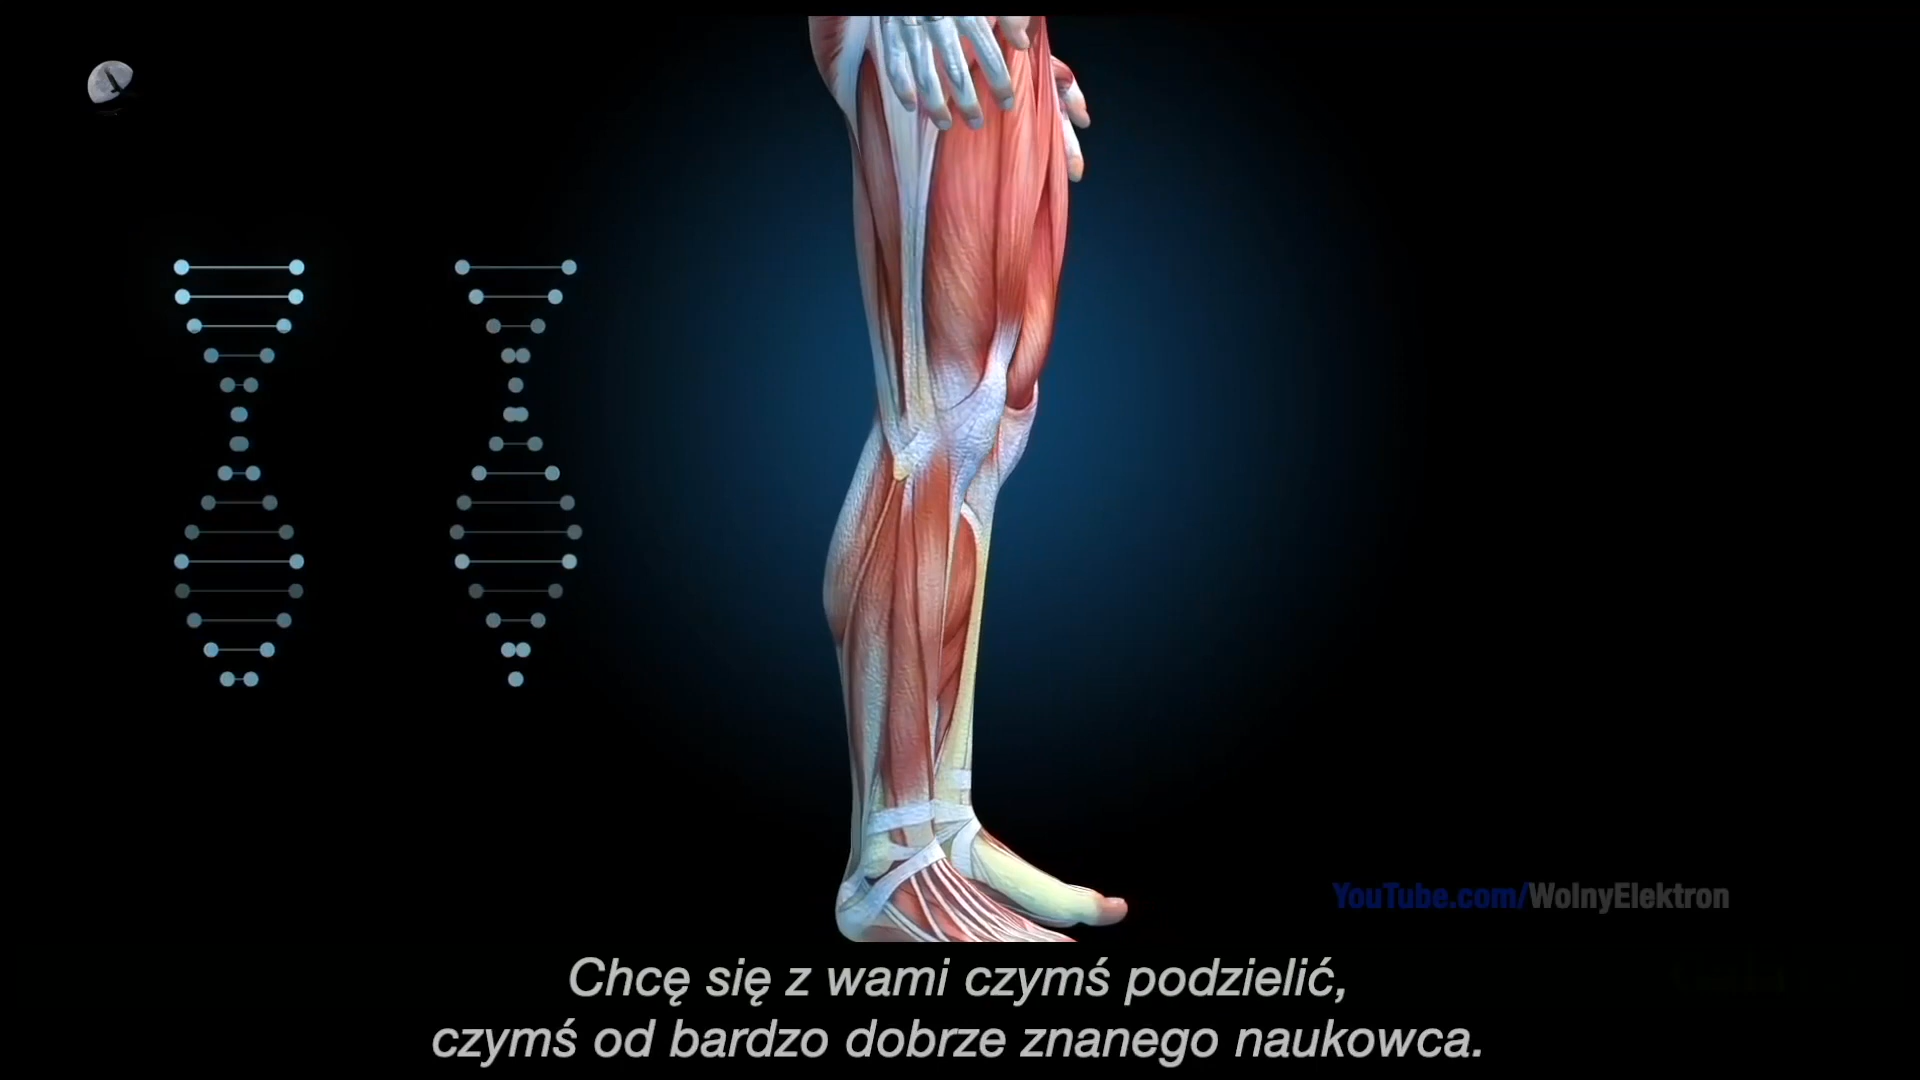 YouTube.com/WolnyElektron
Chcę się z wami czymś podzielić,
czymś od bardzo dobrze znanego naukowca.